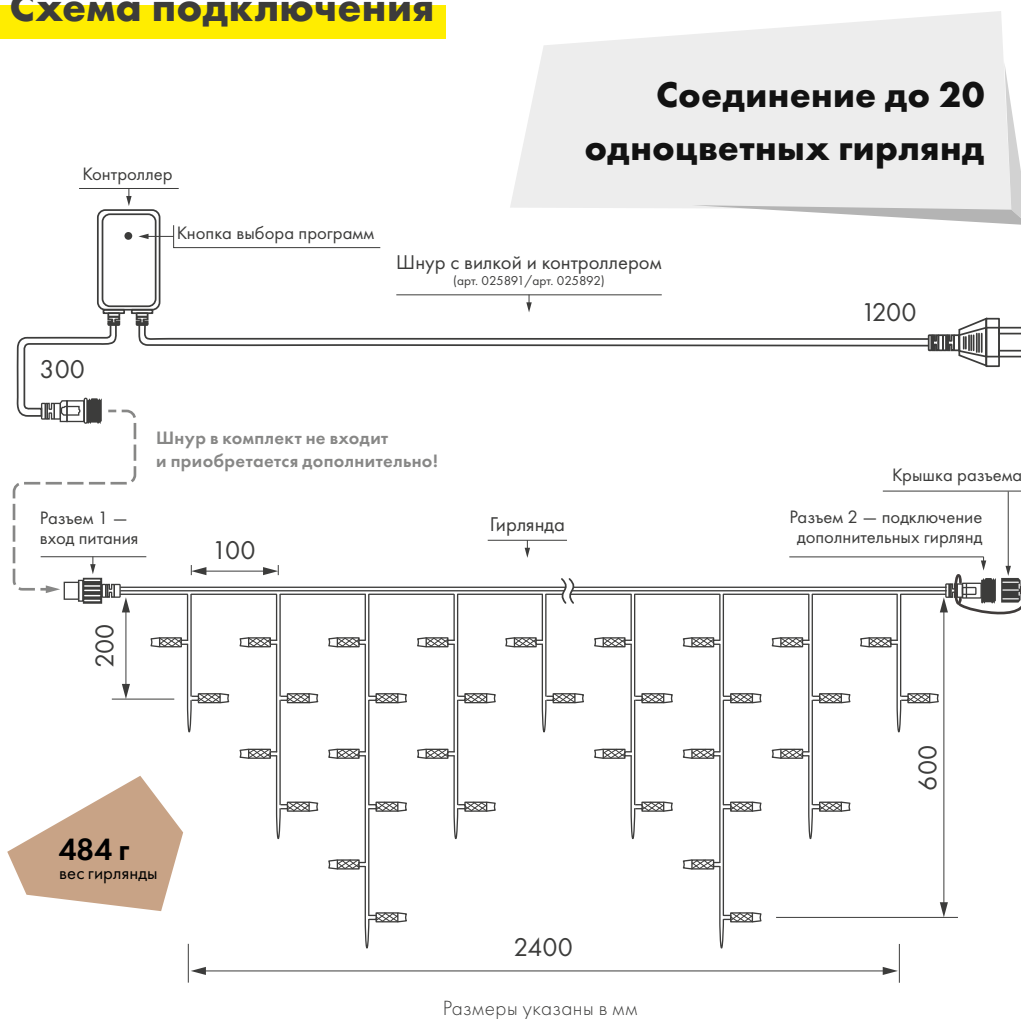 Схема подключения
Соединение до 20
одноцветных гирлянд
Контроллер
Кнопка выбора программ
Шнур с вилкой и контроллером
(арт. 025891/арт. 025892)
1200
300
Шнур в комплект не входит
и приобретается дополнительно!
Крышка разъема
Разъем 1 —
вход питания
Гирлянда
Разъем 2 — подключение
дополнительных гирлянд
100
200
600
484 г
вес гирлянды
2400
Размеры указаны в мм